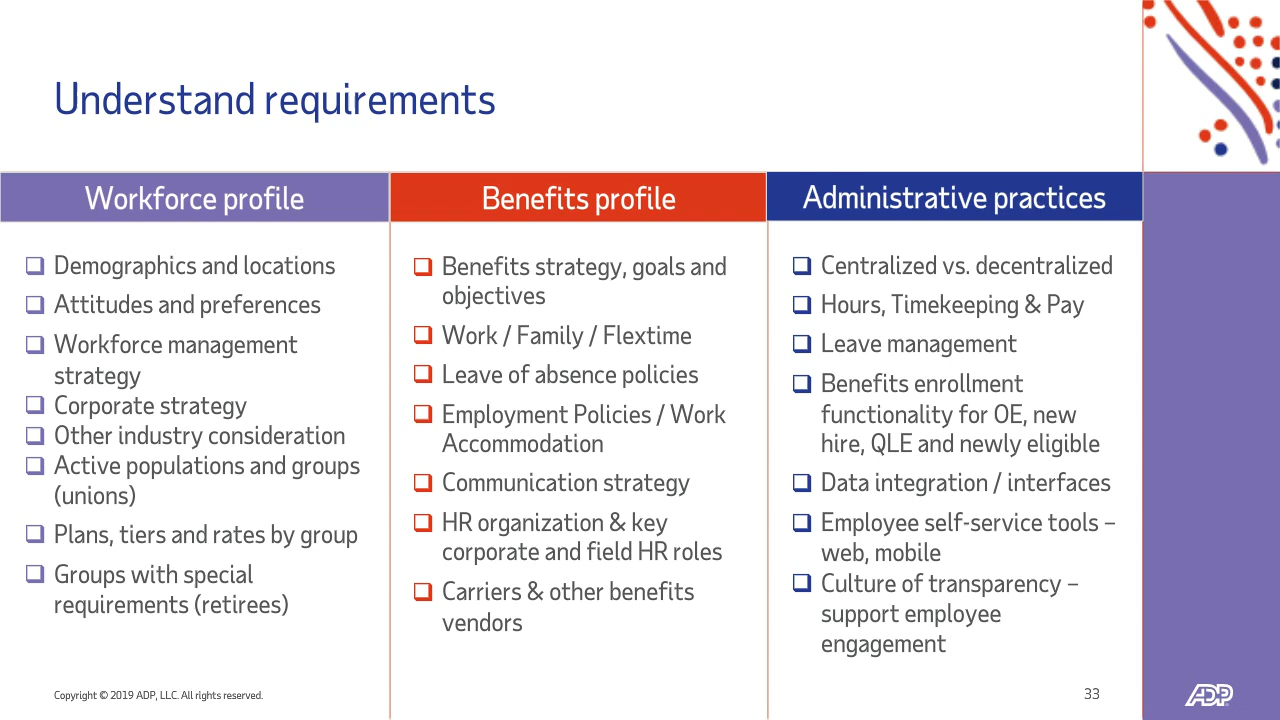 Understand requirements
Workforce profile
Demographics and locations
Attitudes and preferences
Workforce management
strategy
Corporate strategy
Other industry consideration
Active populations and groups
(unions)
Plans, tiers and rates by group
Groups with special
requirements (retirees)
Benefits profile
Benefits strategy, goals and
objectives
Work / Family / Flextime
Leave of absence policies
Employment Policies / Work
Accommodation
Communication strategy
HR organization & key
corporate and field HR roles
Carriers & other benefits
vendors
Administrative practices
Centralized vs. decentralized
Hours, Timekeeping & Pay
Leave management
Benefits enrollment
functionality for OE, new
hire, QLE and newly eligible
Data integration / interfaces
Employee self-service tools –
web, mobile
Culture of transparency –
support employee
engagement
Copyright © 2019 ADP, LLC. All rights reserved.
33
ADP